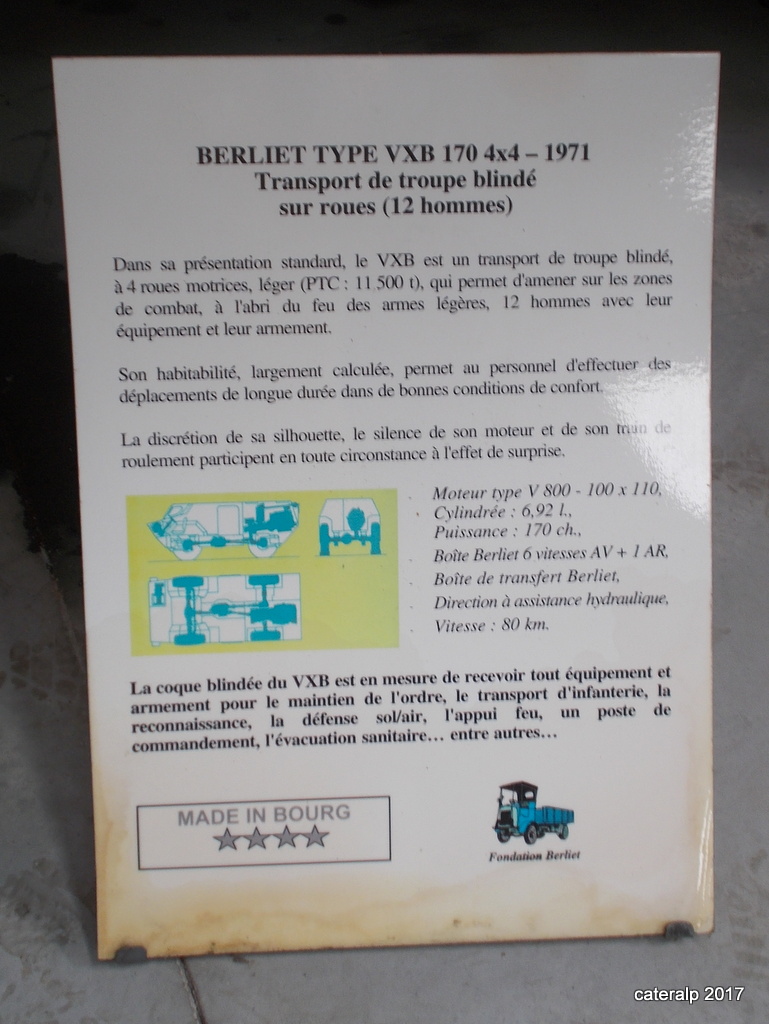 BERLIET TYPE VXB 170 4x4 – 1971
Transport de troupe blindé
sur roues (12 hommes)
Dans sa présentation standard, le VXB est un transport de troupe blindé,
à 4 roues motrices, léger (PTC : 11 500 t), qui permet d'amener sur les zones
de combat, à l'abri du feu des armes légères, 12 hommes avec leur
équipement et leur armement.
Son habitabilité, largement calculée, permet au personnel d'effectuer des
déplacements de longue durée dans de bonnes conditions de confort.
La discrétion de sa silhouette, le silence de son moteur et de son train de
roulement participent en toute circonstance à l'effet de surprise.
. Moteur type V 800 - 100 x 110,
. Cylindrée : 6,92 l.,
Puissance : 170 ch.,
. Boîte Berliet 6 vitesses AV + 1 AR,
. Boîte de transfert Berliet,
. Direction à assistance hydraulique,
. Vitesse : 80 km.
La coque blindée du VXB est en mesure de recevoir tout équipement et
armement pour le maintien de l'ordre, le transport d'infanterie, la
reconnaissance, la défense sol/air, l'appui feu, un poste de
commandement, l'évacuation sanitaire… entre autres…
MADE IN BOURG
Fondation Berliet
cateralp 2017